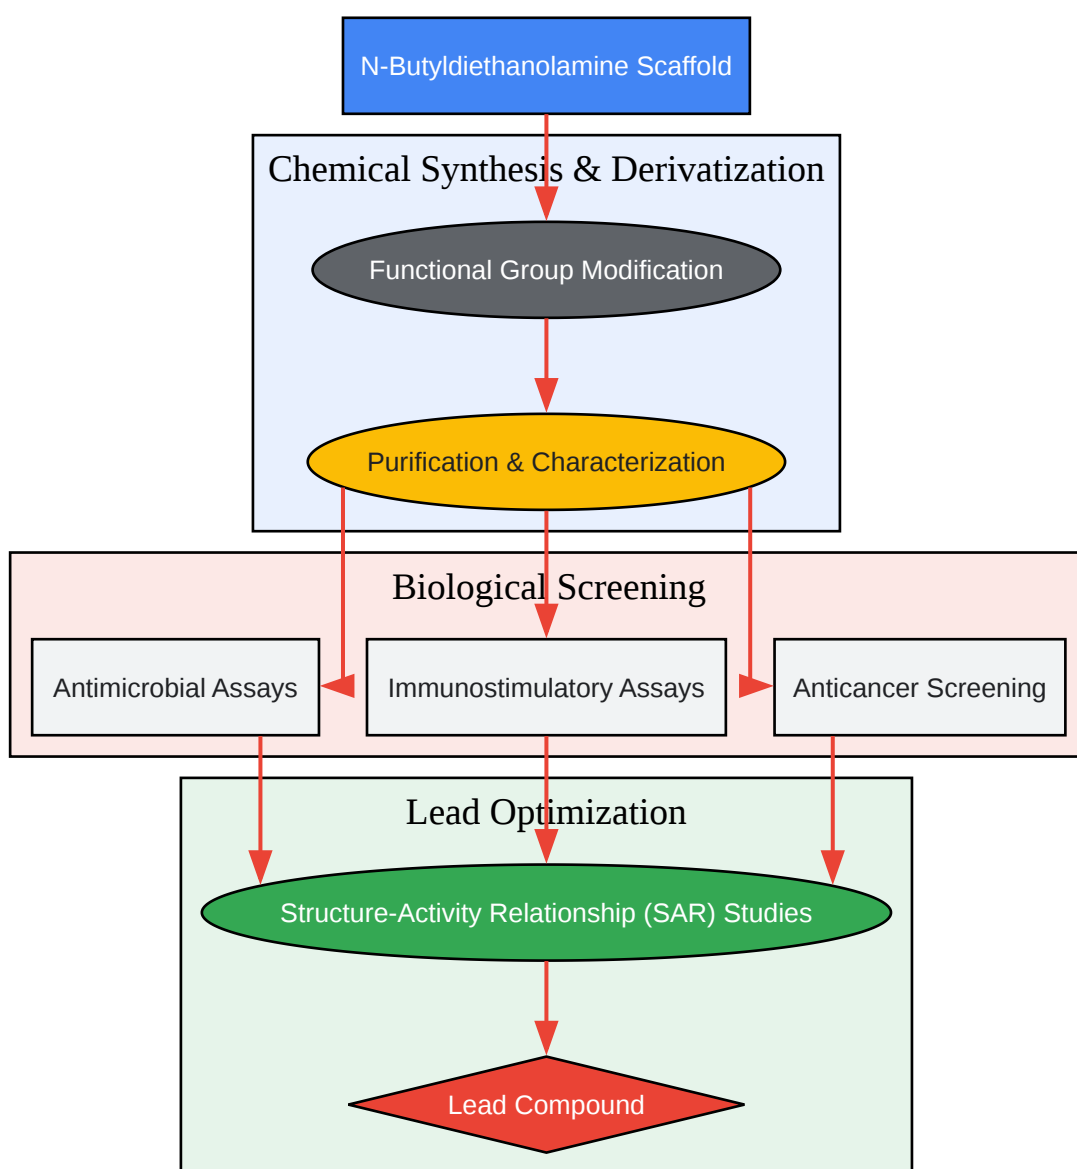 N-Butyldiethanolamine Scaffold
Chemical Synthesis & Derivatization
Functional Group Modification
Purification & Characterization
Biological Screening
Antimicrobial Assays
Immunostimulatory Assays
Anticancer Screening
Lead Optimization
Structure-Activity Relationship (SAR) Studies
Lead Compound